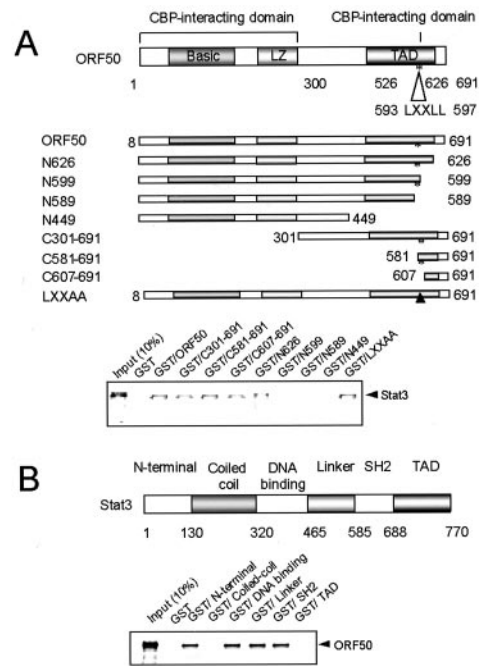 A
CBP-interacting domain
CBP-interacting domain
ORF50
Basic
LZ
TAD
1
300
526
626
691
593 LXXLL 597
ORF50
8
691
N626
626
N599
599
N589
589
N449
449
C301-691
301
691
C581-691
581
691
C607-691
607
691
LXXAA
8
691
Input (10%)
GST
GST/ORF50
GST/C301-691
GST/C581-691
GST/C607-691
GST/N626
GST/N599
GST/N589
GST/N449
GST/LXXAA
Stat3
B
N-terminal
Coiled coil
DNA binding
Linker
SH2
TAD
Stat3
1
130
320
465
585
688
770
Input (10%)
GST
GST/ N-terminal
GST/ Coiled-coil
GST/ DNA binding
GST/ Linker
GST/ SH2
GST/ TAD
ORF50